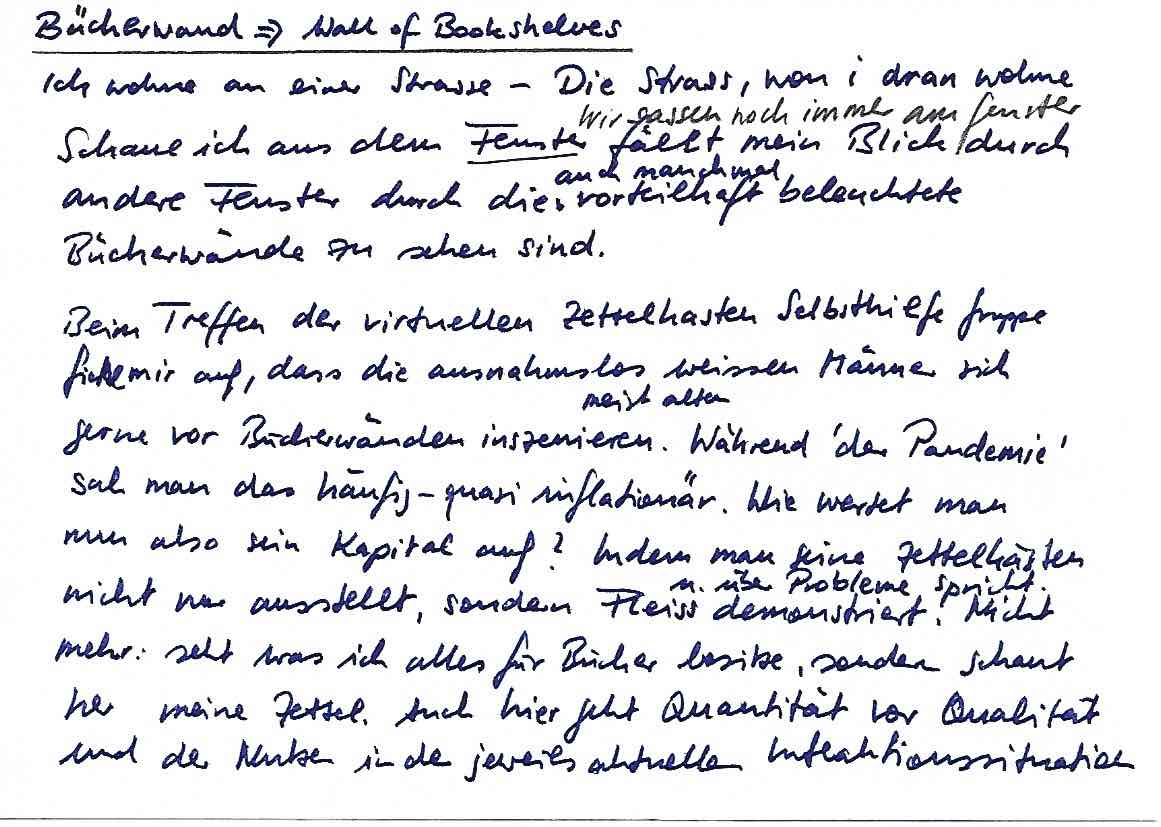 Bücherwand => Wall of Bookshelves
Ich wohne an einer Strasse – Die Strass, won i dran wohne
Wir gassen noch immer am Fenster
Schaue ich aus dem Fenster fällt mein Blick durch
auch manchmal
andere Fenster durch die vorteilhaft beleuchtete
Bücherwände zu sehen sind.
Beim Treffen der virtuellen Zettelkasten Selbsthilfe gruppe
mir auf, dass die ausnahmslos weissen Männer sich
meist alten
gerne vor Bücherwänden inszenieren. Während 'der Pandemie'
sah man das häufig – quasi inflationär. Wie wertet man
nun also sein Kapital auf? Indem man seine Zettelkästen
u. über Probleme spricht.
nicht nur ausstellt, sondern Fleiss demonstriert! Nicht
mehr: seht was ich alles für Bücher besitze, sondern schaut
her meine Zettel. Auch hier geht Quantität vor Qualität
und der Nutzen in der jeweils aktuellen Interaktionssituation